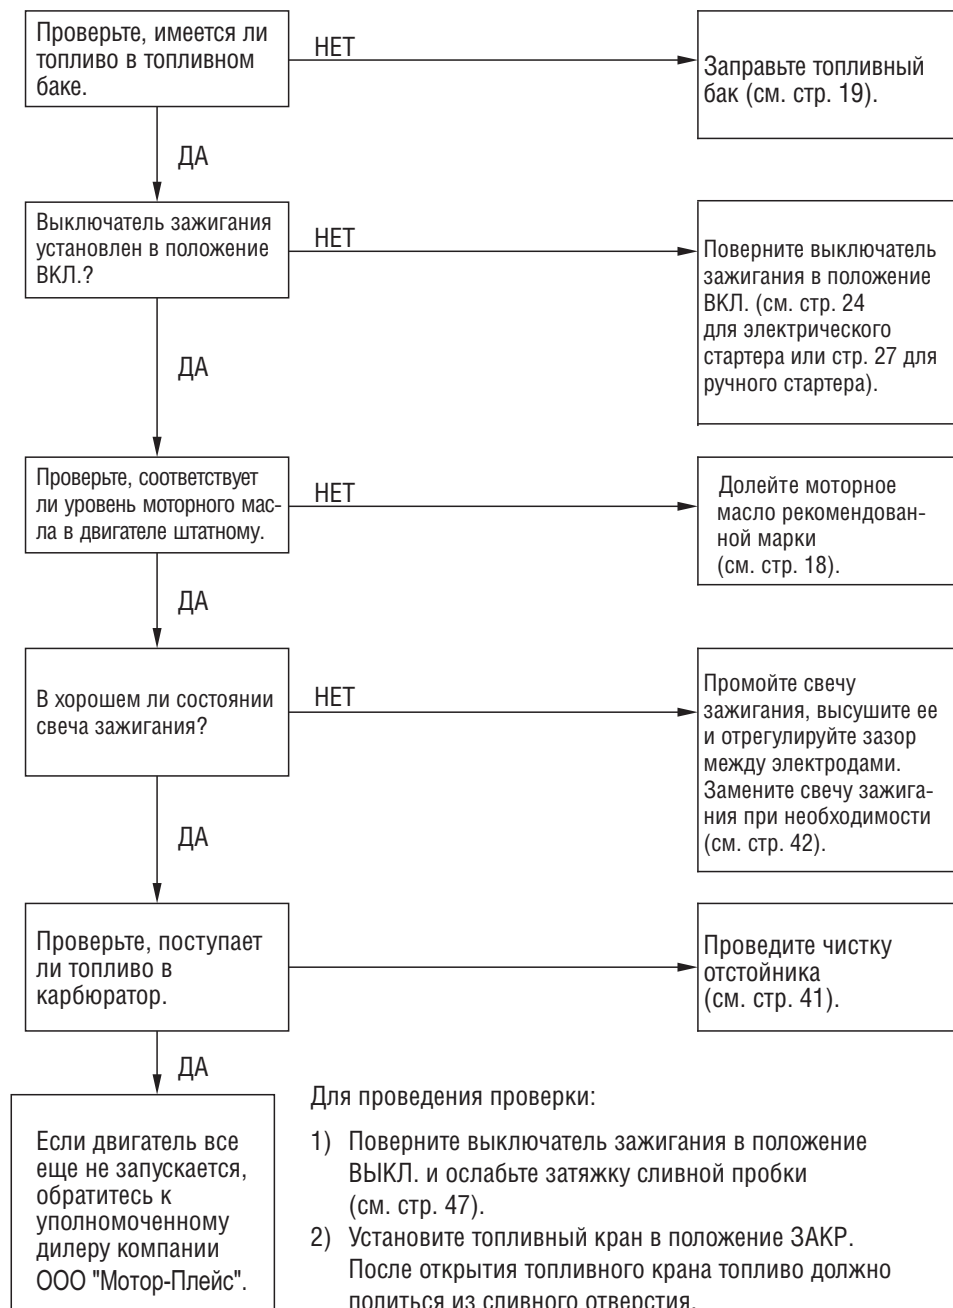 Проверьте, имеется ли
топливо в топливном
баке.
НЕТ
Заправьте топливный
бак (см. стр. 19).
ДА
Выключатель зажигания
установлен в положение
ВКЛ.?
НЕТ
Поверните выключатель
зажигания в положение
ВКЛ. (см. стр. 24
для электрического
стартера или стр. 27 для
ручного стартера).
ДА
Проверьте, соответствует
ли уровень моторного мас-
ла в двигателе штатному.
НЕТ
Долейте моторное
масло рекомендован-
ной марки
(см. стр. 18).
ДА
В хорошем ли состоянии
свеча зажигания?
НЕТ
Промойте свечу
зажигания, высушите ее
и отрегулируйте зазор
между электродами.
Замените свечу зажига-
ния при необходимости
(см. стр. 42).
ДА
Проверьте, поступает
ли топливо в
карбюратор.
Проведите чистку
отстойника
(см. стр. 41).
ДА
Если двигатель все
еще не запускается,
обратитесь к
уполномоченному
дилеру компании
ООО "Мотор-Плейс".
Для проведения проверки:
1) Поверните выключатель зажигания в положение
ВЫКЛ. и ослабьте затяжку сливной пробки
(см. стр. 47).
2) Установите топливный кран в положение ЗАКР.
После открытия топливного крана топливо должно
политься из сливного отверстия.